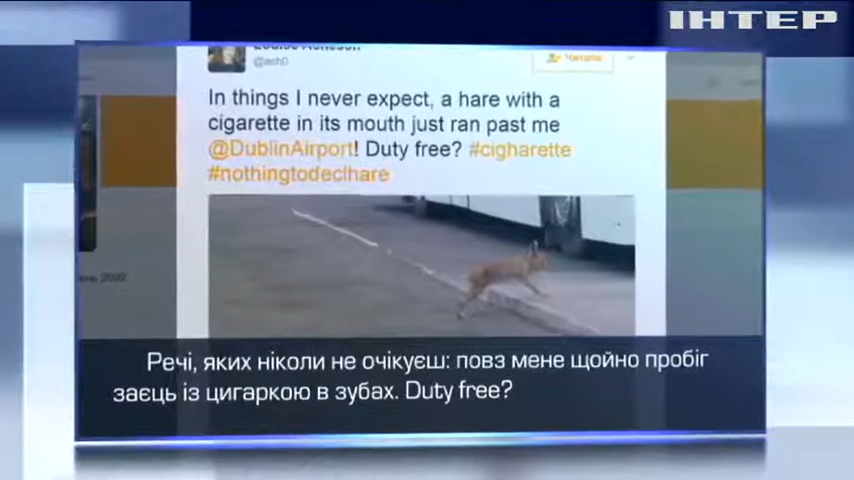 ІНТЕР
Читати
In things I never expect, a hare with a
cigarette in its mouth just ran past me
@DublinAirport! Duty free? #cigharette
#nothingtodeclhare
Речі, яких ніколи не очікуєш: повз мене щойно пробіг
заєць із цигаркою в зубах. Duty free?